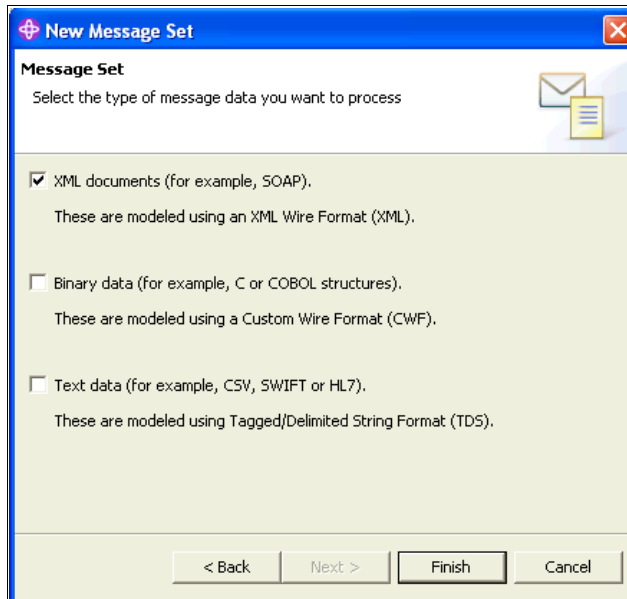 New Message Set
Message Set
Select the type of message data you want to process
XML documents (for example, SOAP).
These are modeled using an XML Wire Format (XML).
Binary data (for example, C or COBOL structures).
These are modeled using a Custom Wire Format (CWF).
Text data (for example, CSV, SWIFT or HL7).
These are modeled using Tagged/Delimited String Format (TDS).
< Back Next > Finish Cancel